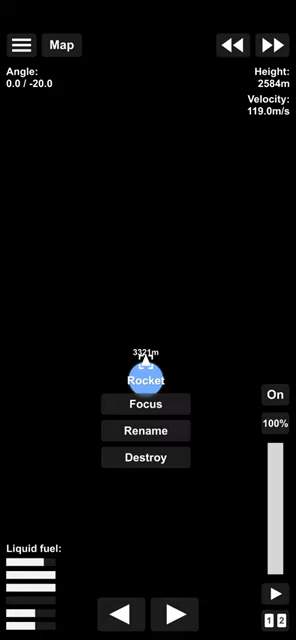 Map
Angle:
0.0 / -20.0
Height:
2584m
Velocity:
119.0m/s
3321m
Rocket
Focus
Rename
Destroy
On
100%
Liquid fuel:
1 2